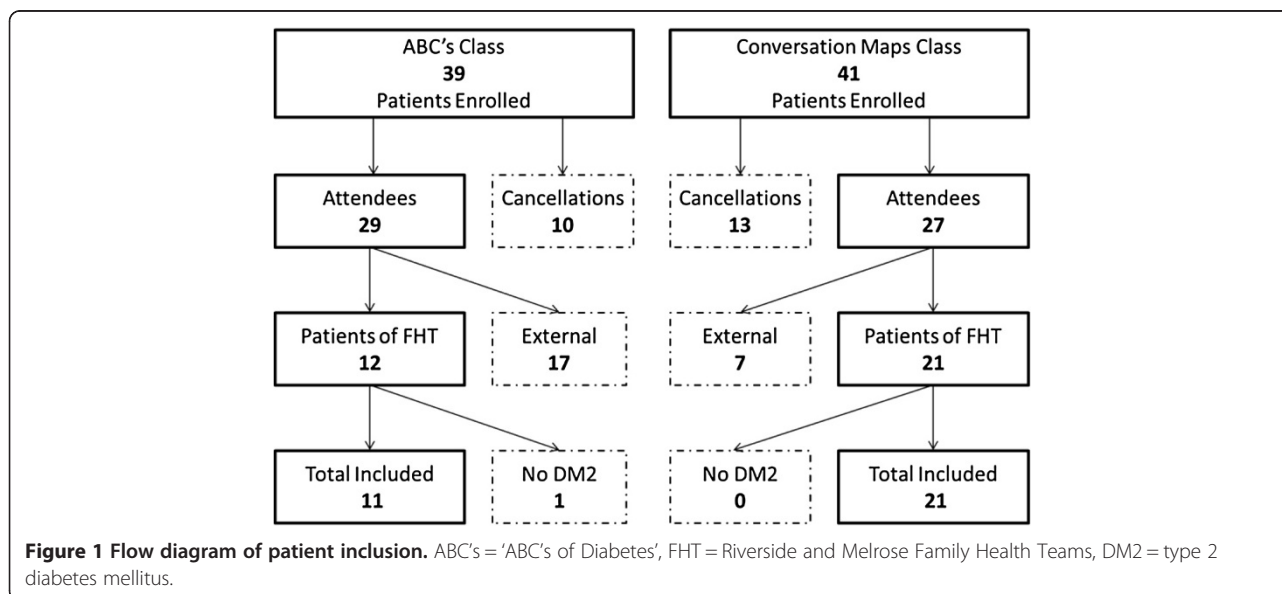 ABC's Class
39
Patients Enrolled
Conversation Maps Class
41
Patients Enrolled
Attendees
29
Cancellations
10
Cancellations
13
Attendees
27
Patients of FHT
12
External
17
External
7
Patients of FHT
21
Total Included
11
No DM2
1
No DM2
0
Total Included
21
Figure 1 Flow diagram of patient inclusion. ABC's = 'ABC's of Diabetes', FHT = Riverside and Melrose Family Health Teams, DM2 = type 2
diabetes mellitus.